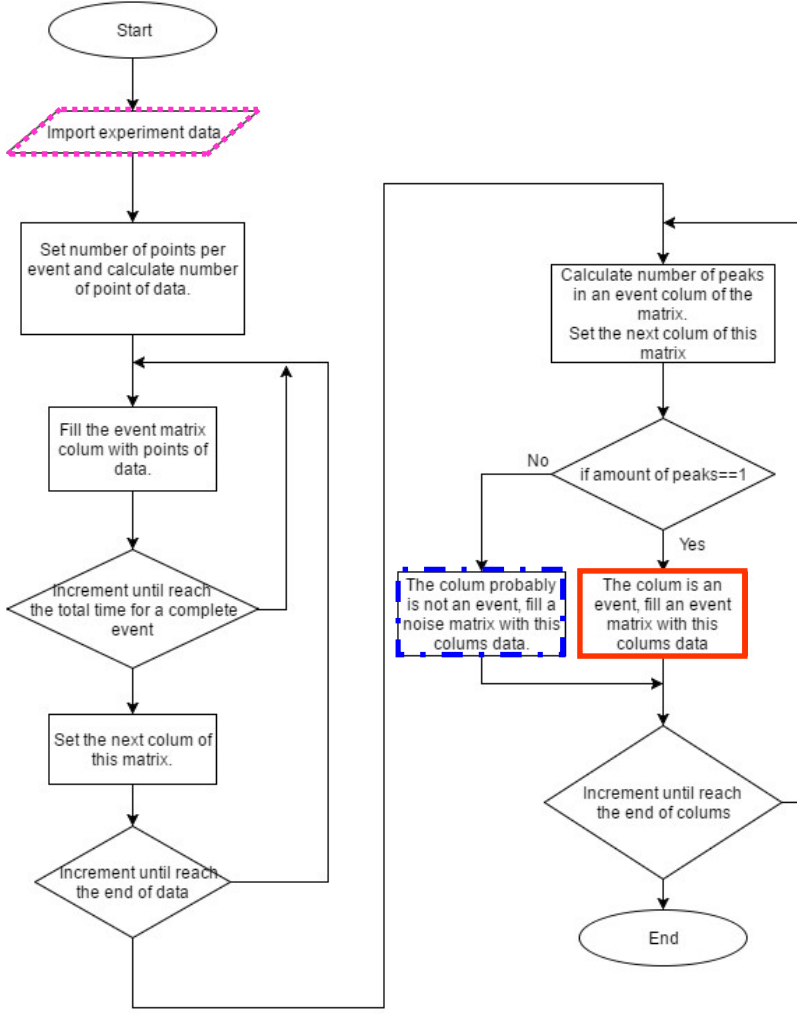 Start
Import experiment data
Set number of points per
event and calculate number
of point of data.
Fill the event matrix
colum with points of
data.
Increment until reach
the total time for a complete
event
Set the next colum of
this matrix.
Increment until reach
the end of data
Calculate number of peaks
in an event colum of the
matrix.
Set the next colum of this
matrix
if amount of peaks==1
No
Yes
The colum probably
is not an event, fill a
noise matrix with this
colums data.
The colum is an
event, fill an event
matrix with this
colums data
Increment until reach
the end of colums
End